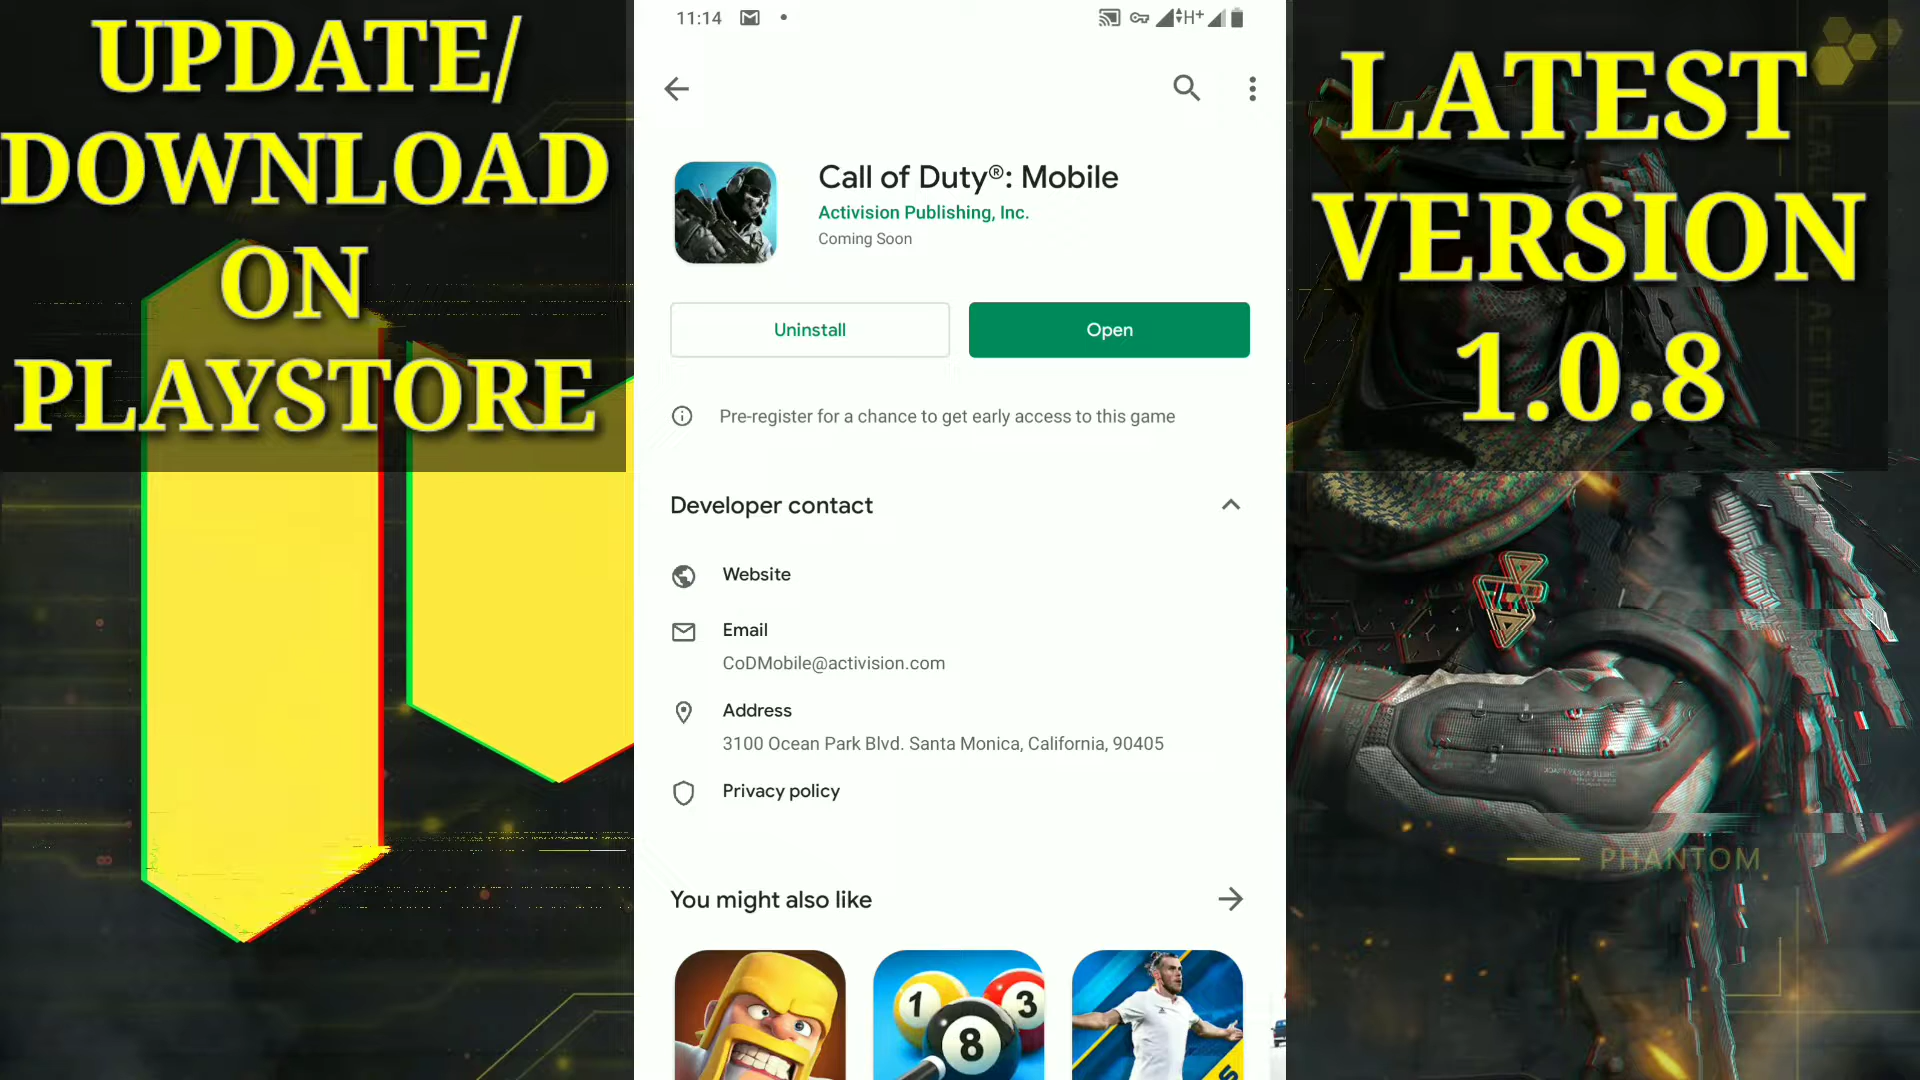 UPDATE/
DOWNLOAD
ON
PLAYSTORE
11:14
H+
Call of Duty®: Mobile
Activision Publishing, Inc.
Coming Soon
Uninstall
Open
Pre-register for a chance to get early access to this game
Developer contact
Website
Email
CoDMobile@activision.com
Address
3100 Ocean Park Blvd. Santa Monica, California, 90405
Privacy policy
You might also like
1
3
8
LATEST
VERSION
1.0.8
PHANTOM